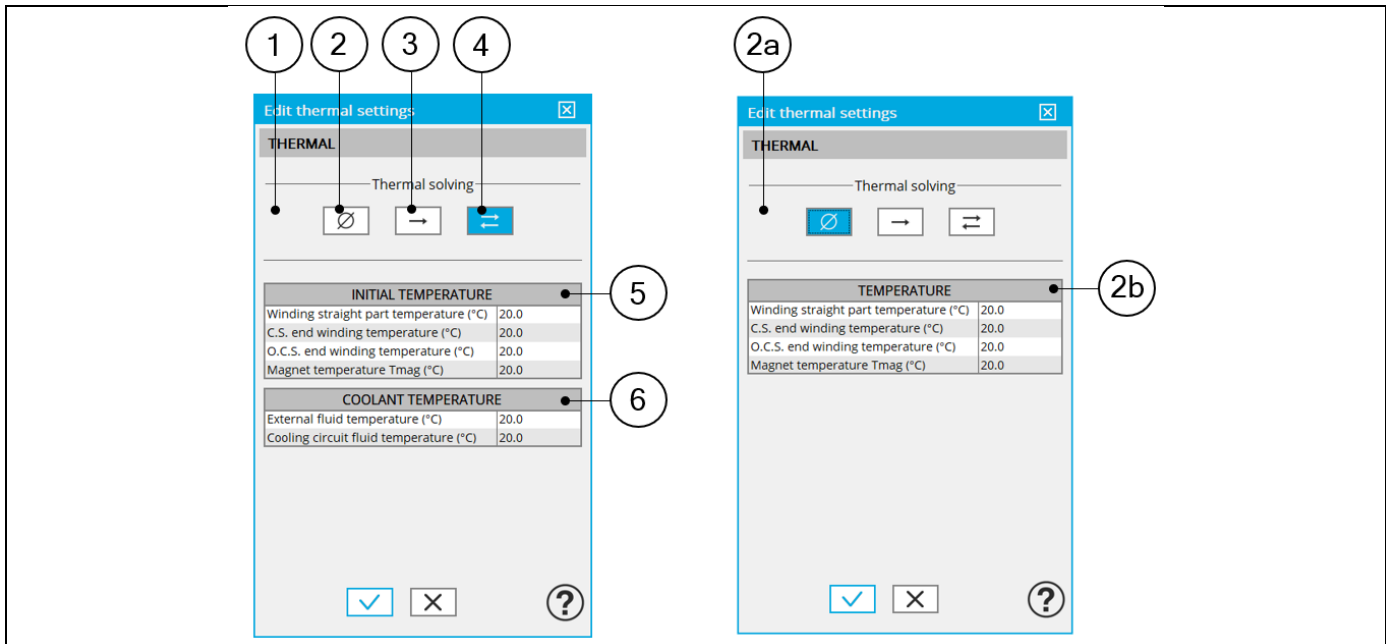 1 2 3 4
Edit thermal settings
THERMAL
Thermal solving
Ø → ⇄
INITIAL TEMPERATURE
5
Winding straight part temperature (°C) 20.0
C.S. end winding temperature (°C) 20.0
O.C.S. end winding temperature (°C) 20.0
Magnet temperature Tmag (°C) 20.0
COOLANT TEMPERATURE
6
External fluid temperature (°C) 20.0
Cooling circuit fluid temperature (°C) 20.0
?
2a
Edit thermal settings
THERMAL
Thermal solving
Ø → ⇄
TEMPERATURE
2b
Winding straight part temperature (°C) 20.0
C.S. end winding temperature (°C) 20.0
O.C.S. end winding temperature (°C) 20.0
Magnet temperature Tmag (°C) 20.0
?